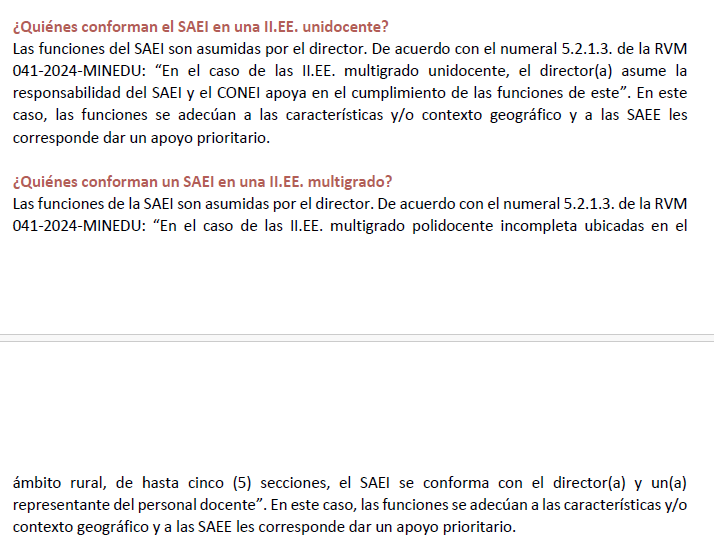 ¿Quiénes conforman el SAEI en una II.EE. unidocente?
Las funciones del SAEI son asumidas por el director. De acuerdo con el numeral 5.2.1.3. de la RVM
041-2024-MINEDU: “En el caso de las II.EE. multigrado unidocente, el director(a) asume la
responsabilidad del SAEI y el CONEI apoya en el cumplimiento de las funciones de este”. En este
caso, las funciones se adecúan a las características y/o contexto geográfico y a las SAEE les
corresponde dar un apoyo prioritario.
¿Quiénes conforman un SAEI en una II.EE. multigrado?
Las funciones de la SAEI son asumidas por el director. De acuerdo con el numeral 5.2.1.3. de la RVM
041-2024-MINEDU: “En el caso de las II.EE. multigrado polidocente incompleta ubicadas en el
ámbito rural, de hasta cinco (5) secciones, el SAEI se conforma con el director(a) y un(a)
representante del personal docente”. En este caso, las funciones se adecúan a las características y/o
contexto geográfico y a las SAEE les corresponde dar un apoyo prioritario.